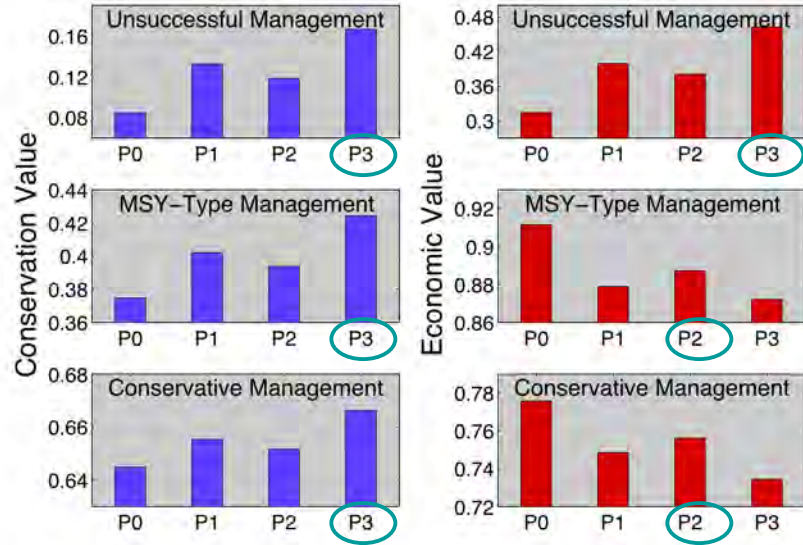 Conservation Value
Unsuccessful Management
0.16
0.12
0.08
P0 P1 P2 P3
MSY-Type Management
0.44
0.42
0.4
0.38
0.36
P0 P1 P2 P3
Conservative Management
0.68
0.66
0.64
P0 P1 P2 P3
Economic Value
Unsuccessful Management
0.48
0.42
0.36
0.3
P0 P1 P2 P3
MSY-Type Management
0.92
0.9
0.88
0.86
P0 P1 P2 P3
Conservative Management
0.78
0.76
0.74
0.72
P0 P1 P2 P3